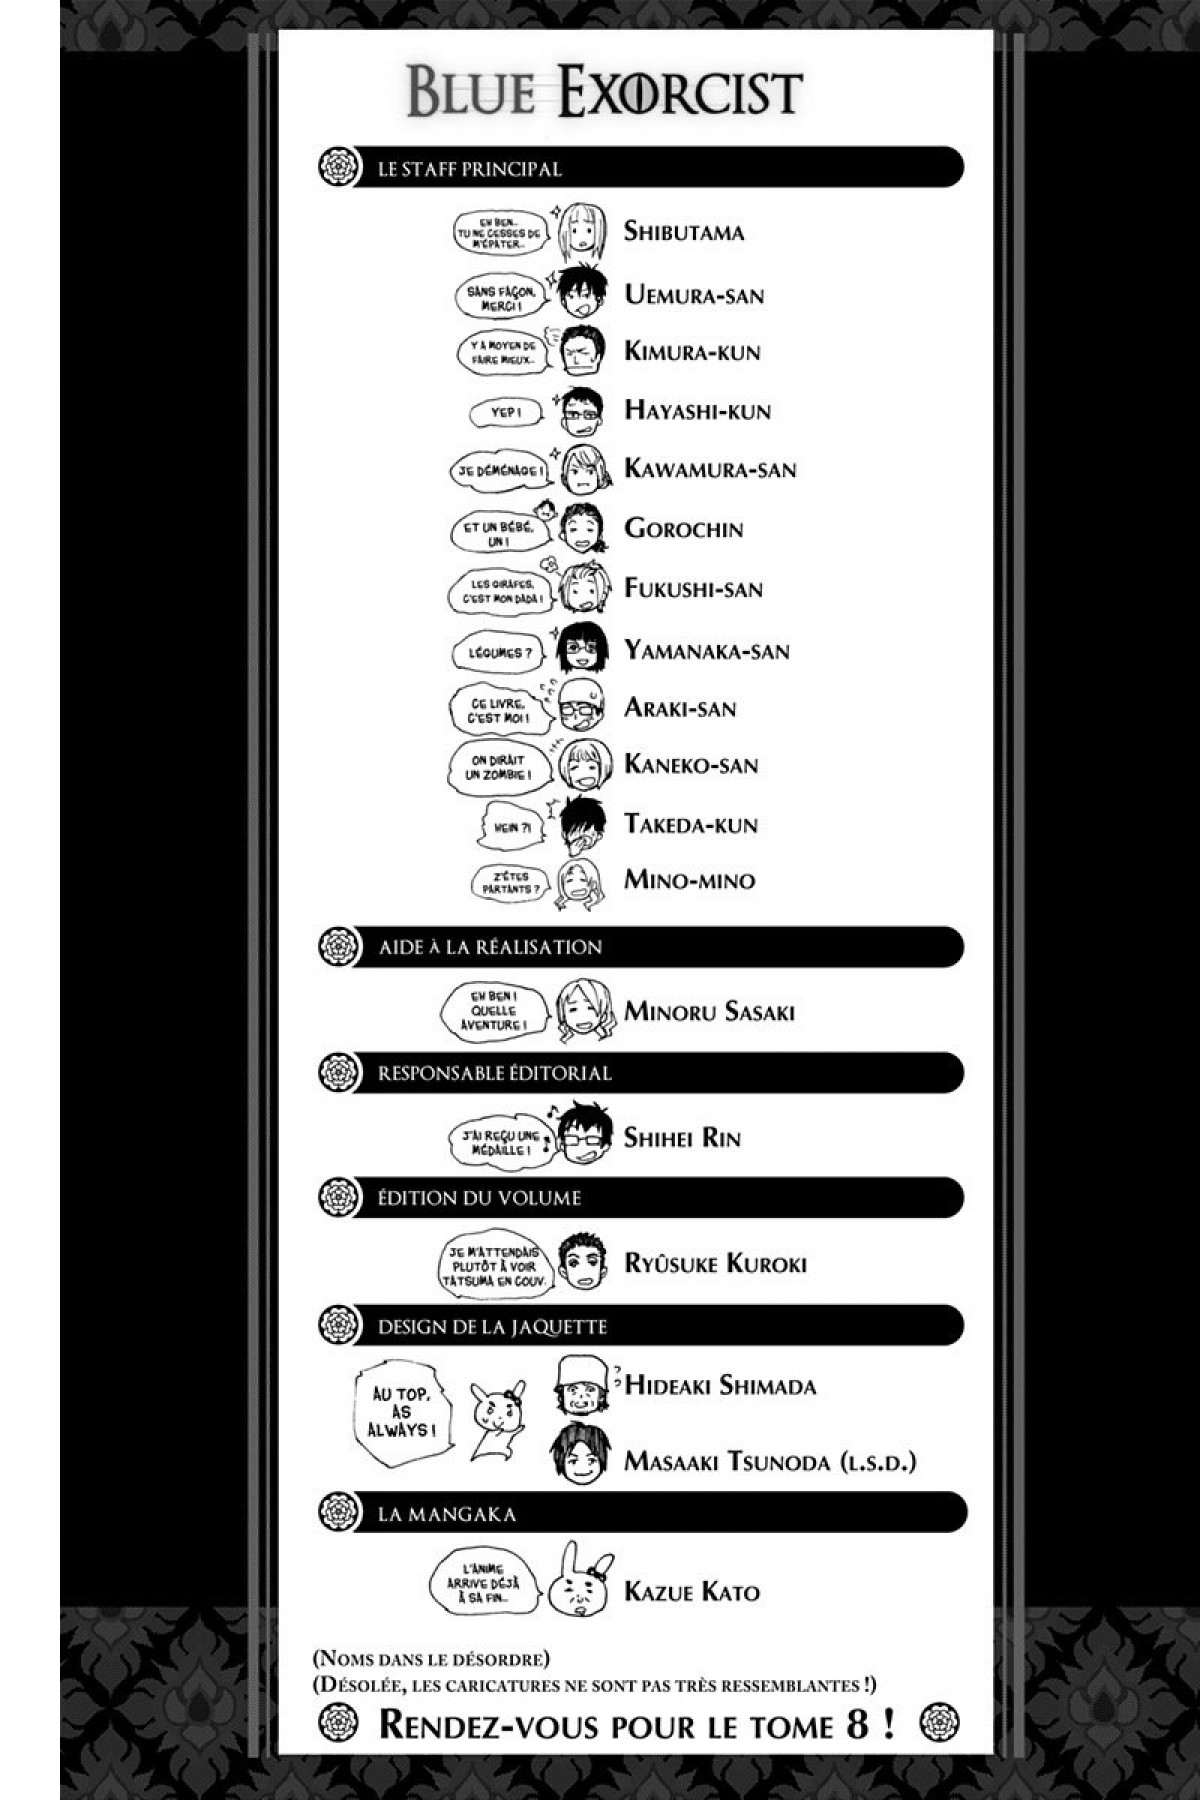 BLUE EXORCIST
LE STAFF PRINCIPAL
EH BEN..
TU NE CESSES DE
M'ÉPATER..
SHIBUTAMA
SANS FAÇON,
MERCI !
UEMURA-SAN
Y A MOYEN DE
FAIRE MIEUX..
KIMURA-KUN
YEP !
HAYASHI-KUN
JE DÉMÉNAGE !
KAWAMURA-SAN
ET UN BÉBÉ,
UN !
GOROCHIN
LES GIRAFES,
C'EST MON DADA !
FUKUSHI-SAN
LÉGUMES ?
YAMANAKA-SAN
CE LIVRE,
C'EST MOI !
ARAKI-SAN
ON DIRAIT
UN ZOMBIE !
KANEKO-SAN
HEIN ?!
TAKEDA-KUN
Z'ÊTES
PARTANTS ?
MINO-MINO
AIDE À LA RÉALISATION
EH BEN !
QUELLE
AVENTURE !
MINORU SASAKI
RESPONSABLE ÉDITORIAL
J'AI REÇU UNE
MÉDAILLE !
SHIHEI RIN
ÉDITION DU VOLUME
JE M'ATTENDAIS
PLUTÔT À VOIR
TATSUMA EN COUV.
RYÛSUKE KUROKI
DESIGN DE LA JAQUETTE
AU TOP,
AS
ALWAYS !
HIDEAKI SHIMADA
MASAAKI TSUNODA (L.S.D.)
LA MANGAKA
L'ANIME
ARRIVE DÉJÀ
À SA FIN..
KAZUE KATO
(NOMS DANS LE DÉSORDRE)
(DÉSOLÉE, LES CARICATURES NE SONT PAS TRÈS RESSEMBLANTES !)
RENDEZ-VOUS POUR LE TOME 8 !